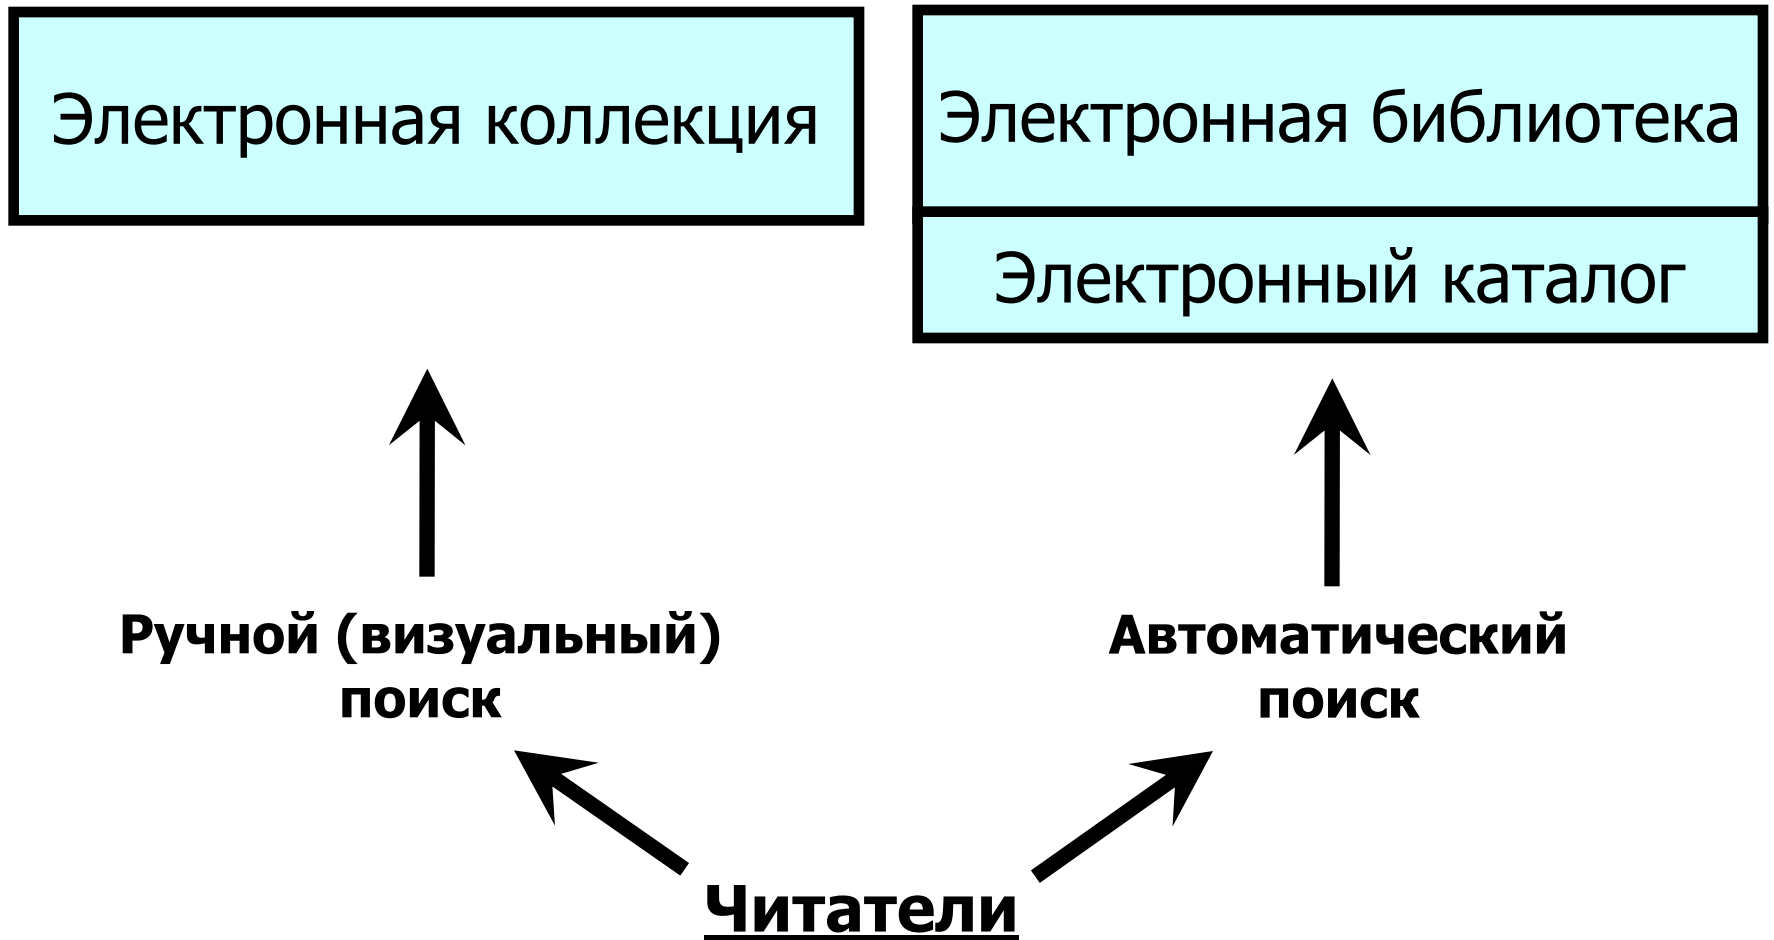 Электронная коллекция
Электронная библиотека
Электронный каталог
Ручной (визуальный)
поиск
Автоматический
поиск
Читатели